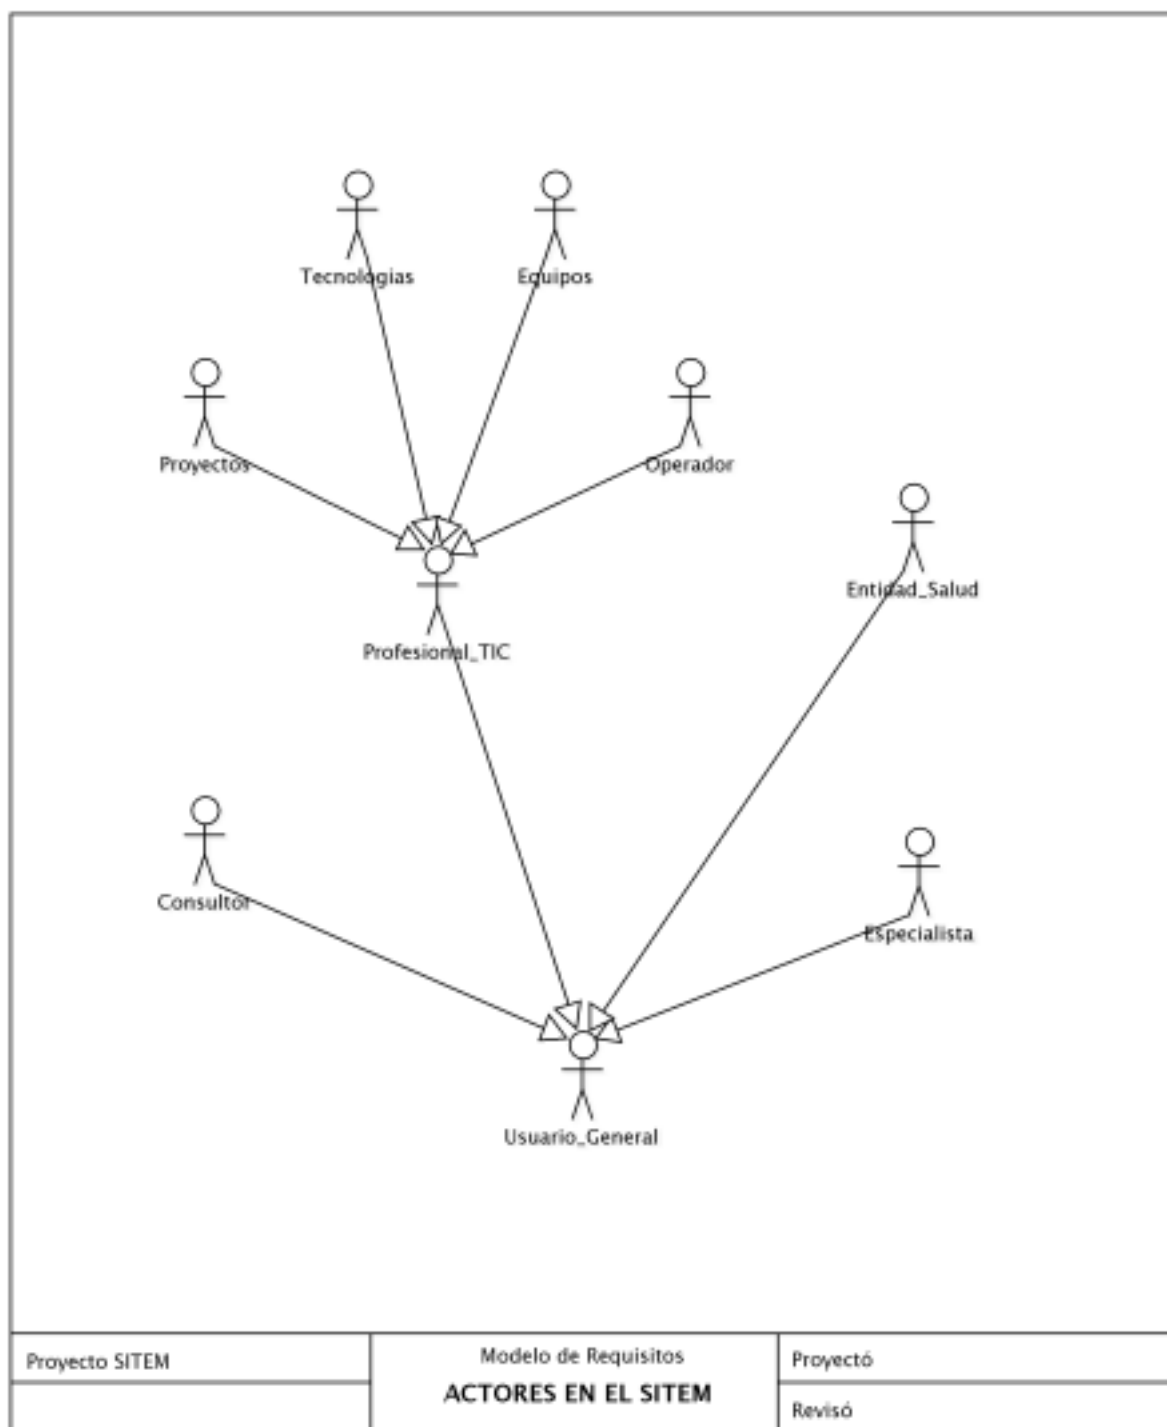 Tecnologias
Equipos
Proyectos
Operador
Entidad_Salud
Profesional_TIC
Consultor
Especialista
Usuario_General
Proyecto SITEM
Modelo de Requisitos
ACTORES EN EL SITEM
Proyectó
Revisó